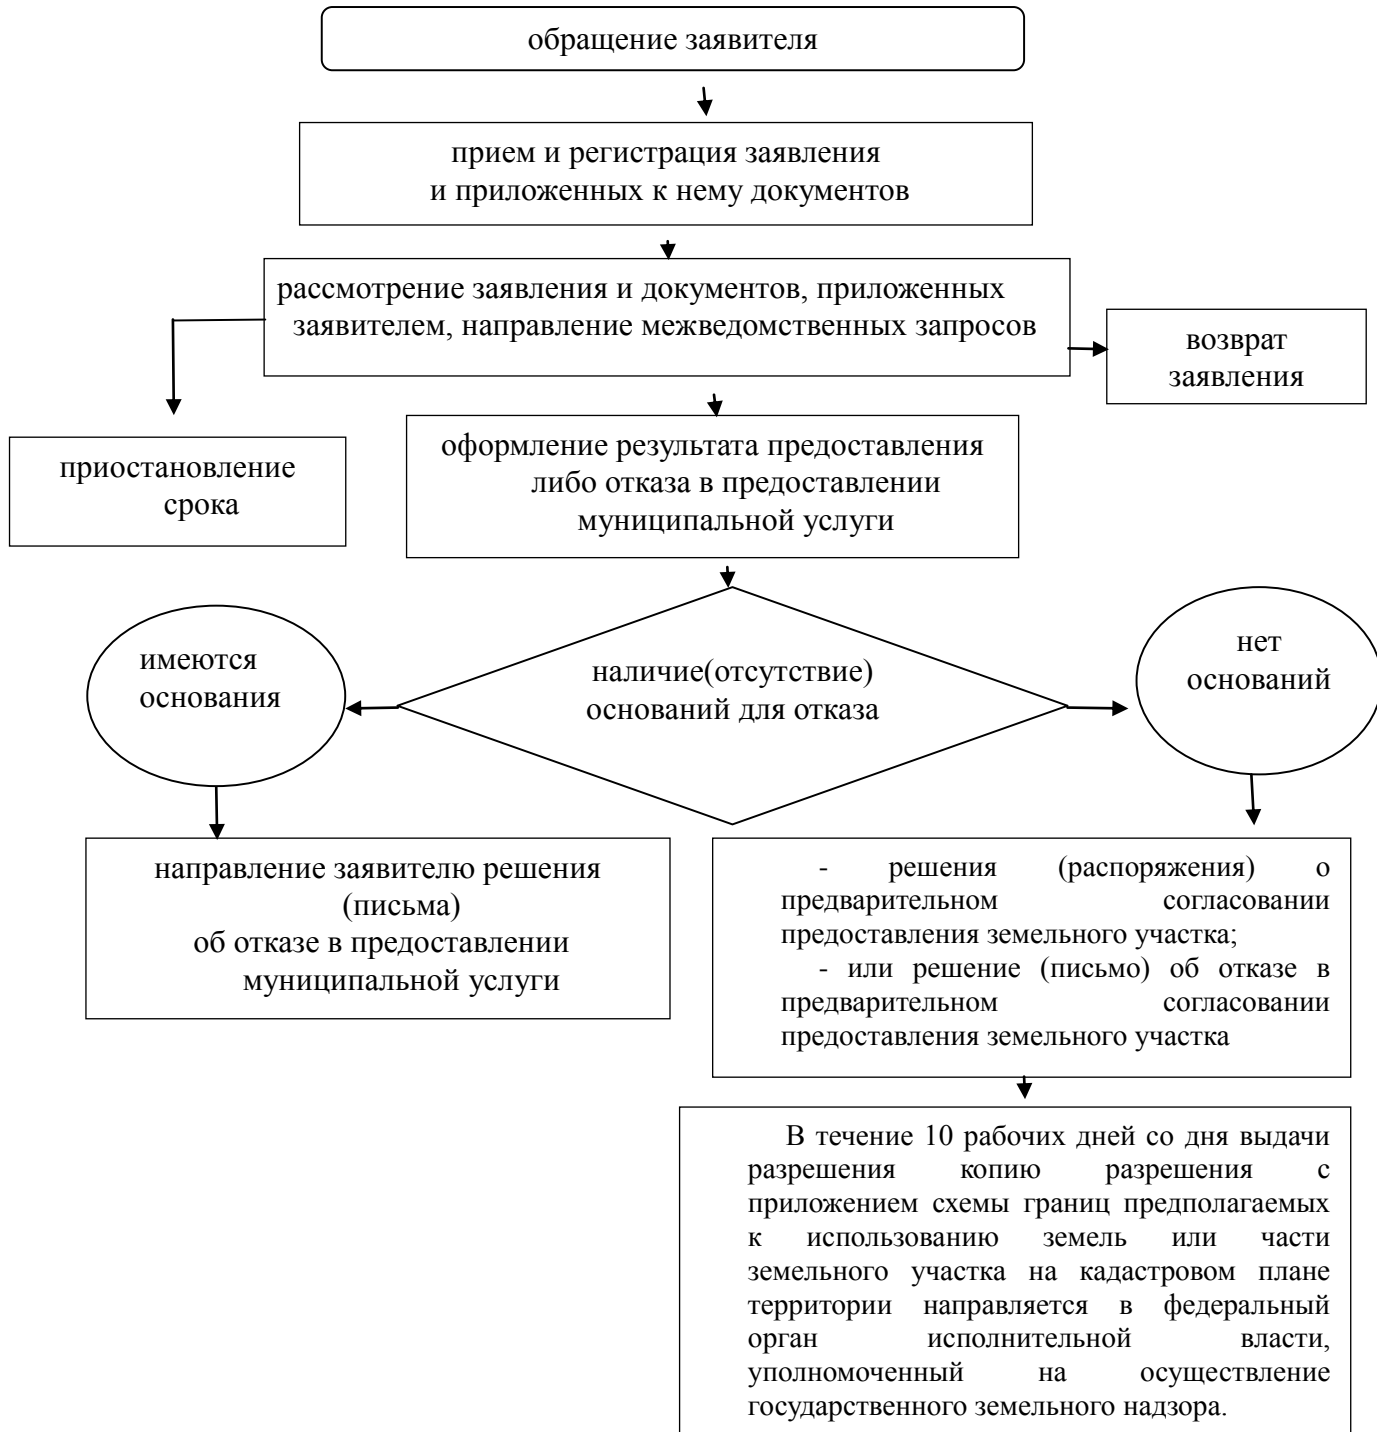 обращение заявителя
прием и регистрация заявления
и приложенных к нему документов
рассмотрение заявления и документов, приложенных
заявителем, направление межведомственных запросов
возврат
заявления
приостановление
срока
оформление результата предоставления
либо отказа в предоставлении
муниципальной услуги
имеются
основания
наличие(отсутствие)
оснований для отказа
нет
оснований
направление заявителю решения
(письма)
об отказе в предоставлении
муниципальной услуги
- решения (распоряжения) о
предварительном согласовании
предоставления земельного участка;
- или решение (письмо) об отказе в
предварительном согласовании
предоставления земельного участка
В течение 10 рабочих дней со дня выдачи
разрешения копию разрешения с
приложением схемы границ предполагаемых
к использованию земель или части
земельного участка на кадастровом плане
территории направляется в федеральный
орган исполнительной власти,
уполномоченный на осуществление
государственного земельного надзора.